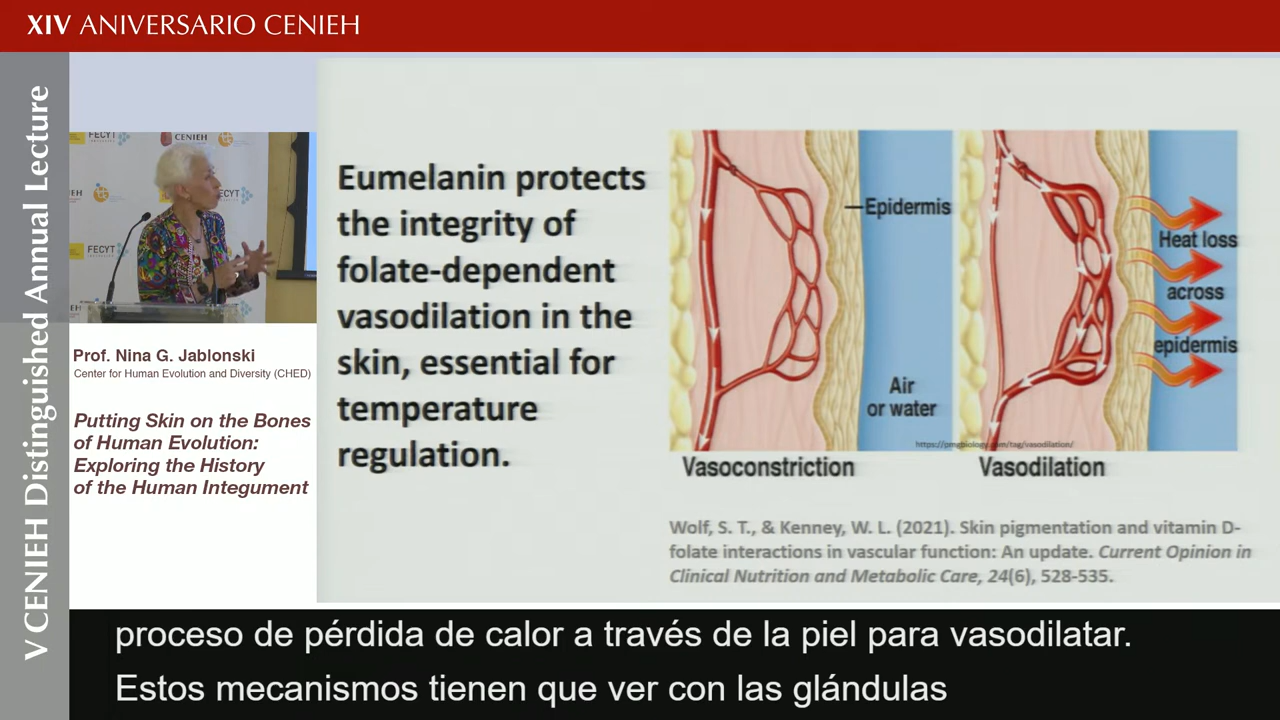 XIV ANIVERSARIO CENIEH
V CENIEH Distinguished Annual Lecture
FECYT
CENIEH
FECYT
FECYT
Prof. Nina G. Jablonski
Center for Human Evolution and Diversity (CHED)
Putting Skin on the Bones
of Human Evolution:
Exploring the History
of the Human Integument
Eumelanin protects
the integrity of
folate-dependent
vasodilation in the
skin, essential for
temperature
regulation.
Epidermis
Air
or water
Heat loss
across
epidermis
https://pmgbiology.com/tag/vasodilation/
Vasoconstriction
Vasodilation
Wolf, S. T., & Kenney, W. L. (2021). Skin pigmentation and vitamin D-
folate interactions in vascular function: An update. Current Opinion in
Clinical Nutrition and Metabolic Care, 24(6), 528-535.
proceso de pérdida de calor a través de la piel para vasodilatar.
Estos mecanismos tienen que ver con las glándulas